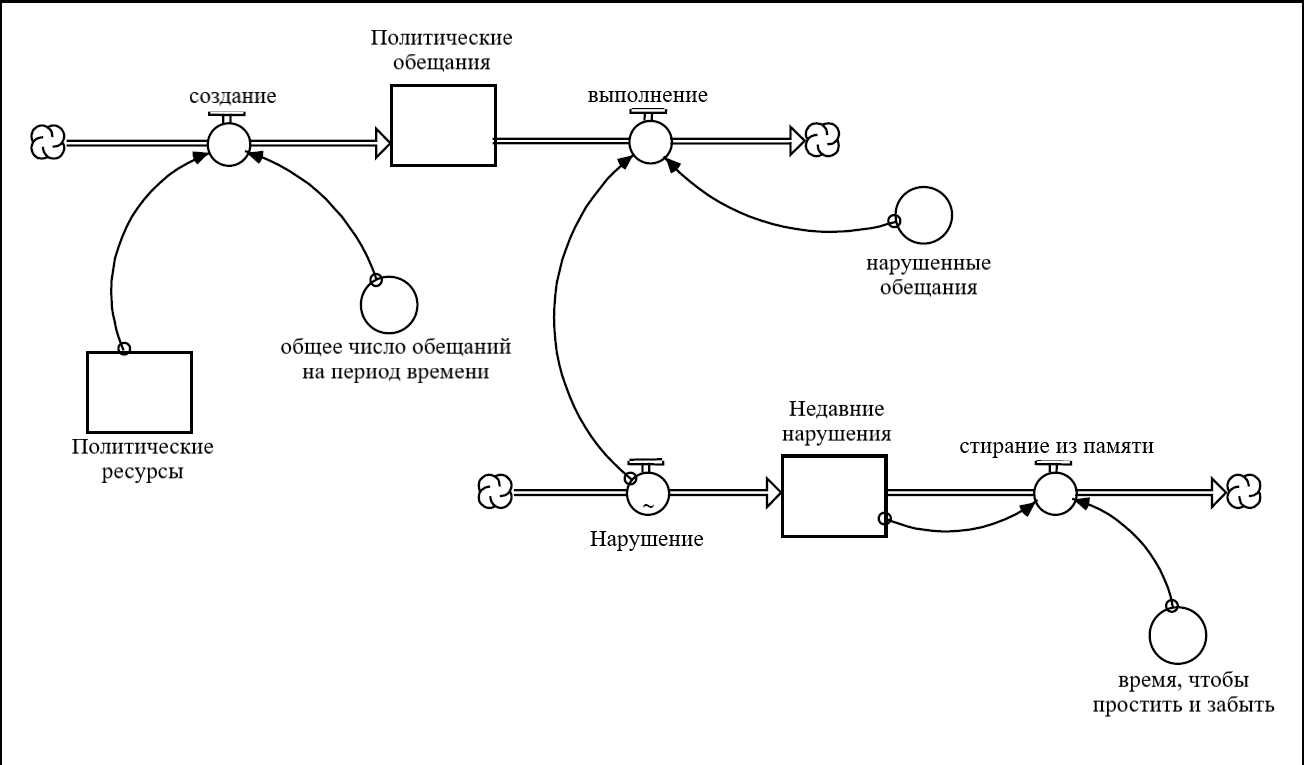 Политические
обещания
создание
выполнение
нарушенные
обещания
общее число обещаний
на период времени
Политические
ресурсы
Недавние
нарушения
стирание из памяти
~
Нарушение
время, чтобы
простить и забыть